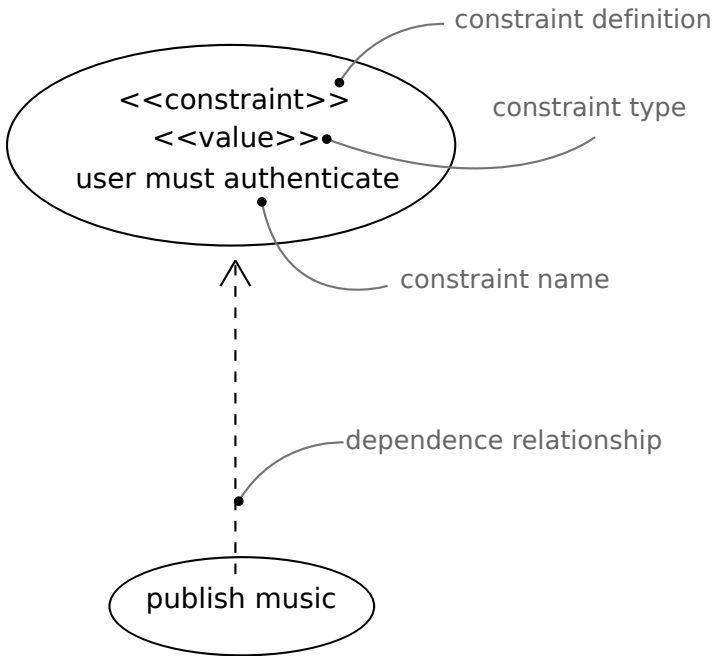 constraint definition
<<constraint>>
constraint type
<<value>>
user must authenticate
constraint name
dependence relationship
publish music